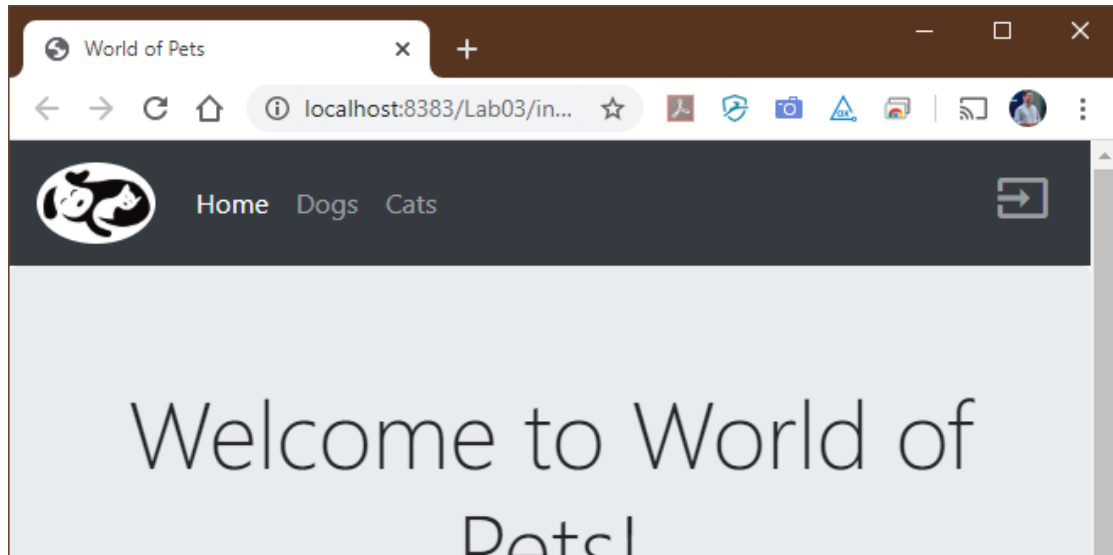 World of Pets
localhost:8383/Lab03/in...
Home Dogs Cats
Welcome to World of
Pets!